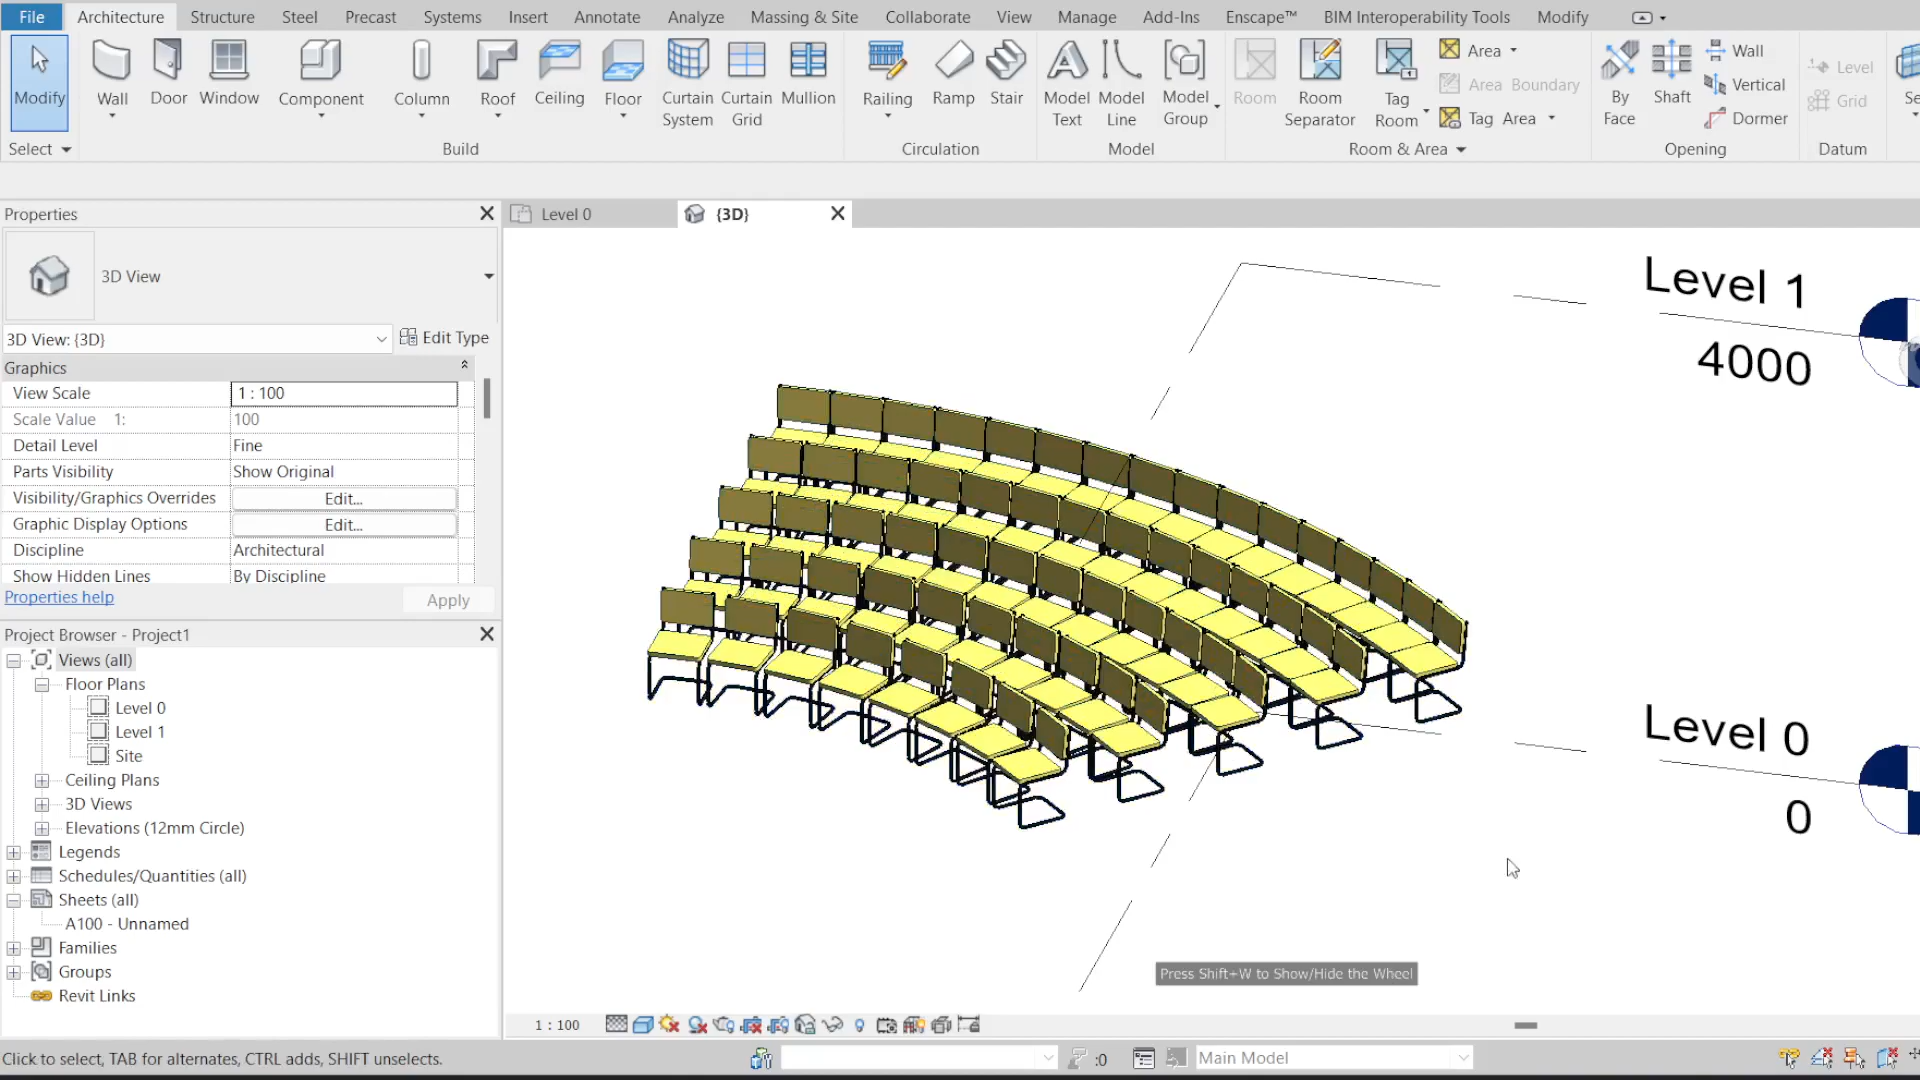 File Architecture Structure Steel Precast Systems Insert Annotate Analyze Massing & Site Collaborate View Manage Add-Ins Enscape™ BIM Interoperability Tools Modify
Modify Wall Door Window Component Column Roof Ceiling Floor Curtain System Curtain Grid Mullion Railing Ramp Stair Model Text Model Line Model Group Room Room Separator Tag Room Area Area Boundary Tag Area By Face Shaft Wall Vertical Dormer Level Grid
Select Build Circulation Model Room & Area Opening Datum
Properties
Level 0 {3D}
3D View
3D View: {3D} Edit Type
Graphics
View Scale 1 : 100
Scale Value 1: 100
Detail Level Fine
Parts Visibility Show Original
Visibility/Graphics Overrides Edit...
Graphic Display Options Edit...
Discipline Architectural
Show Hidden Lines By Discipline
Properties help Apply
Project Browser - Project1
Views (all)
Floor Plans
Level 0
Level 1
Site
Ceiling Plans
3D Views
Elevations (12mm Circle)
Legends
Schedules/Quantities (all)
Sheets (all)
A100 - Unnamed
Families
Groups
Revit Links
Level 1
4000
Level 0
0
Press Shift+W to Show/Hide the Wheel
1 : 100
Click to select, TAB for alternates, CTRL adds, SHIFT unselects. :0 Main Model